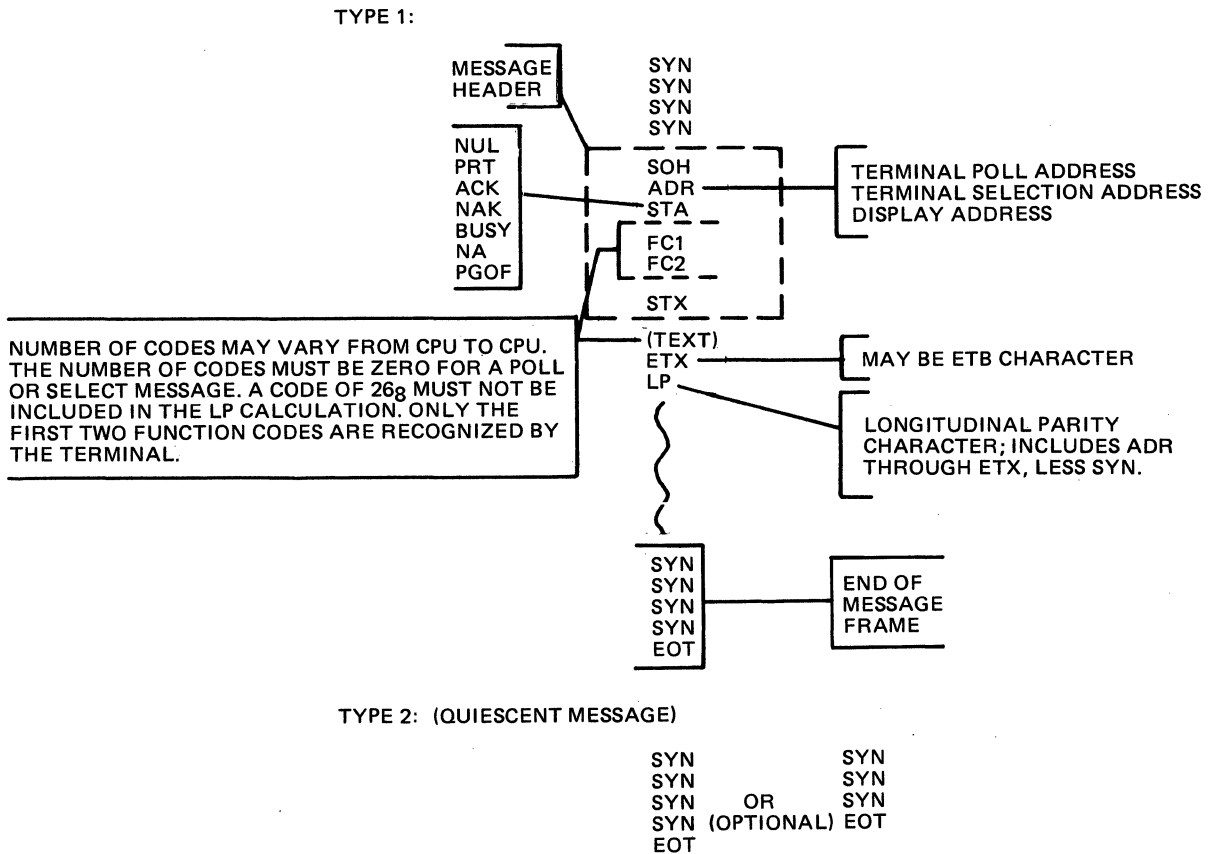 TYPE 1:
MESSAGE
HEADER
SYN
SYN
SYN
SYN
NUL
PRT
ACK
NAK
BUSY
NA
PGOF
SOH
ADR
STA
FC1
FC2
STX
TERMINAL POLL ADDRESS
TERMINAL SELECTION ADDRESS
DISPLAY ADDRESS
NUMBER OF CODES MAY VARY FROM CPU TO CPU.
THE NUMBER OF CODES MUST BE ZERO FOR A POLL
OR SELECT MESSAGE. A CODE OF 26₈ MUST NOT BE
INCLUDED IN THE LP CALCULATION. ONLY THE
FIRST TWO FUNCTION CODES ARE RECOGNIZED BY
THE TERMINAL.
(TEXT)
ETX
LP
MAY BE ETB CHARACTER
LONGITUDINAL PARITY
CHARACTER; INCLUDES ADR
THROUGH ETX, LESS SYN.
SYN
SYN
SYN
SYN
EOT
END OF
MESSAGE
FRAME
TYPE 2: (QUIESCENT MESSAGE)
SYN
SYN
SYN
SYN
EOT
OR
(OPTIONAL)
SYN
SYN
SYN
EOT